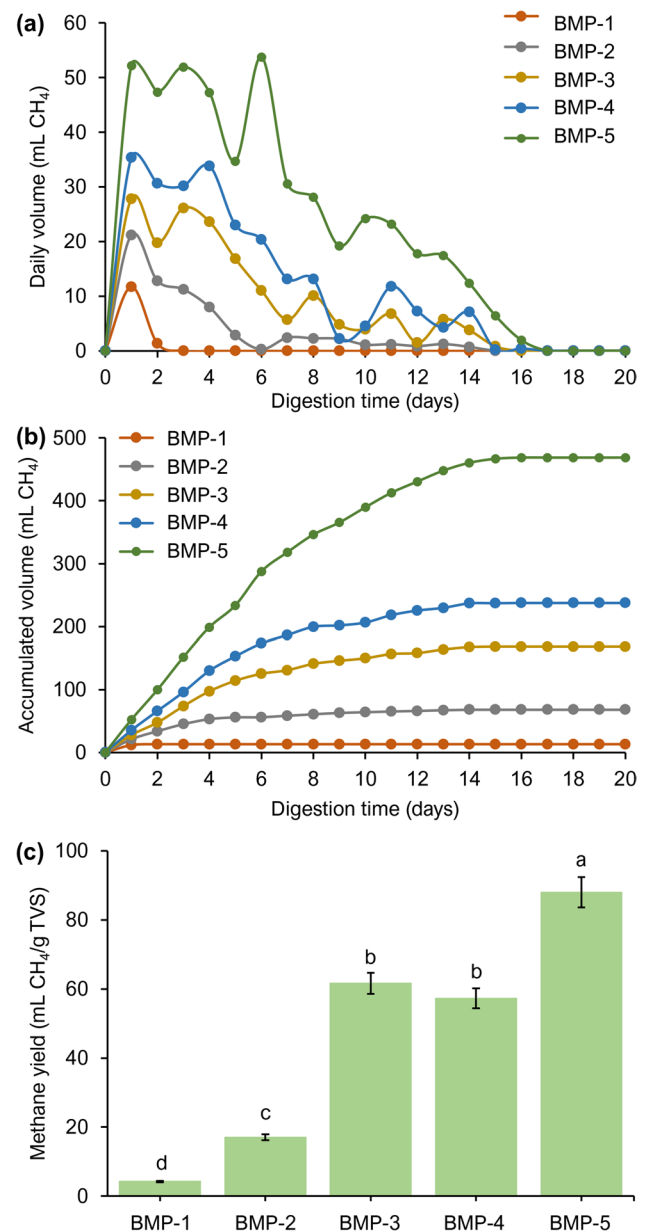 (a)
60
50
40
30
20
10
0
Daily volume (mL CH₄)
BMP-1
BMP-2
BMP-3
BMP-4
BMP-5
0 2 4 6 8 10 12 14 16 18 20
Digestion time (days)
(b)
500
400
300
200
100
0
Accumulated volume (mL CH₄)
BMP-1
BMP-2
BMP-3
BMP-4
BMP-5
0 2 4 6 8 10 12 14 16 18 20
Digestion time (days)
(c)
100
80
60
40
20
0
Methane yield (mL CH₄/g TVS)
d c b b a
BMP-1 BMP-2 BMP-3 BMP-4 BMP-5